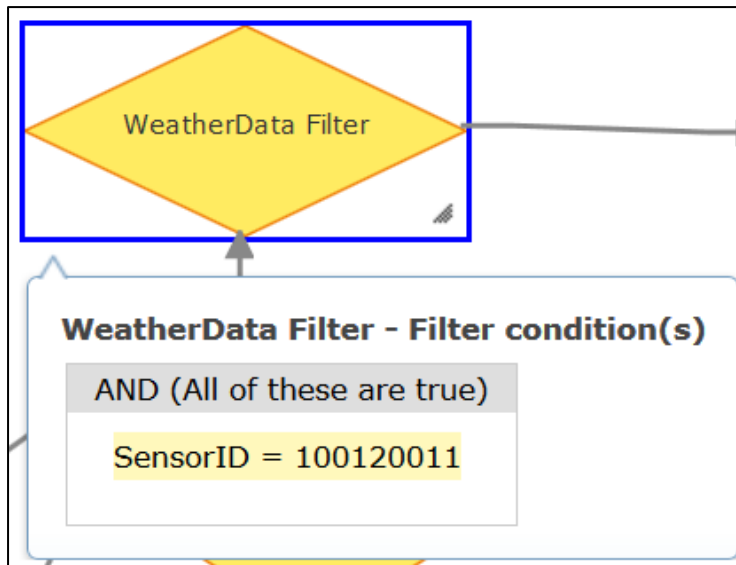 WeatherData Filter
WeatherData Filter - Filter condition(s)
AND (All of these are true)
SensorID = 100120011